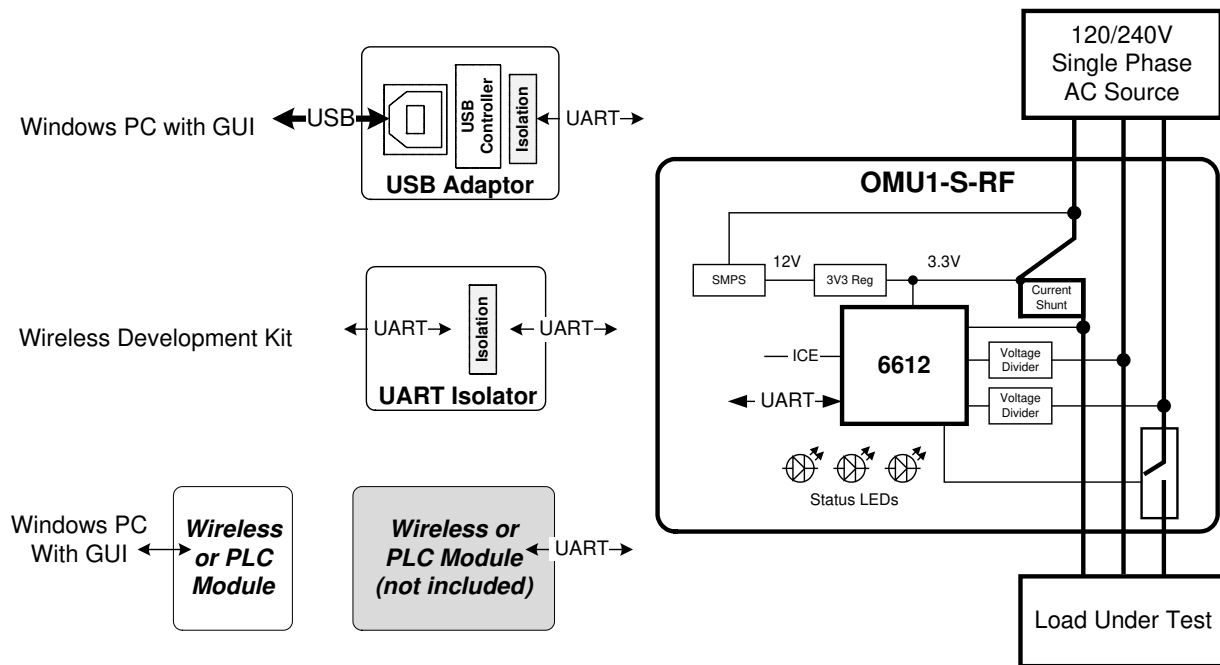 120/240V
Single Phase
AC Source
Windows PC with GUI
USB
USB
Controller
Isolation
UART
USB Adaptor
OMU1-S-RF
SMPS
12V
3V3 Reg
3.3V
Current
Shunt
Wireless Development Kit
UART
Isolation
UART
UART Isolator
ICE
6612
Voltage
Divider
UART
Voltage
Divider
Status LEDs
Windows PC
With GUI
Wireless
or PLC
Module
Wireless or
PLC Module
(not included)
UART
Load Under Test